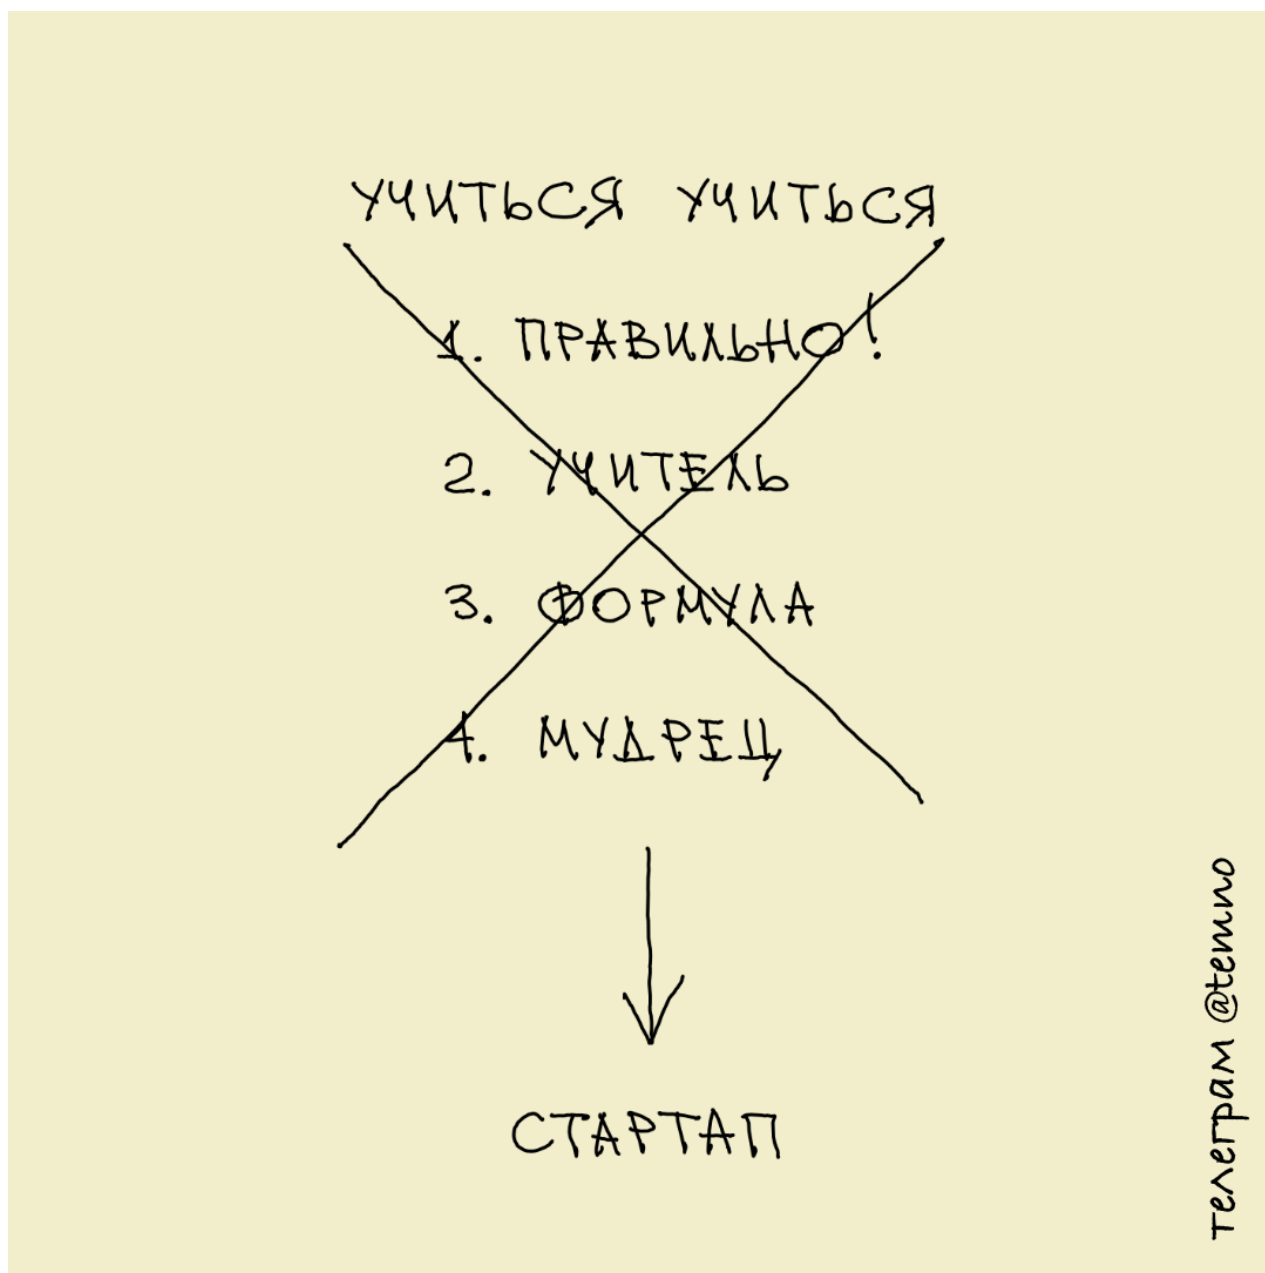 УЧИТЬСЯ УЧИТЬСЯ
1. ПРАВИЛЬНО!
2. УЧИТЕЛЬ
3. ФОРМУЛА
4. МУДРЕЦ
СТАРТАП
телеграм @temno